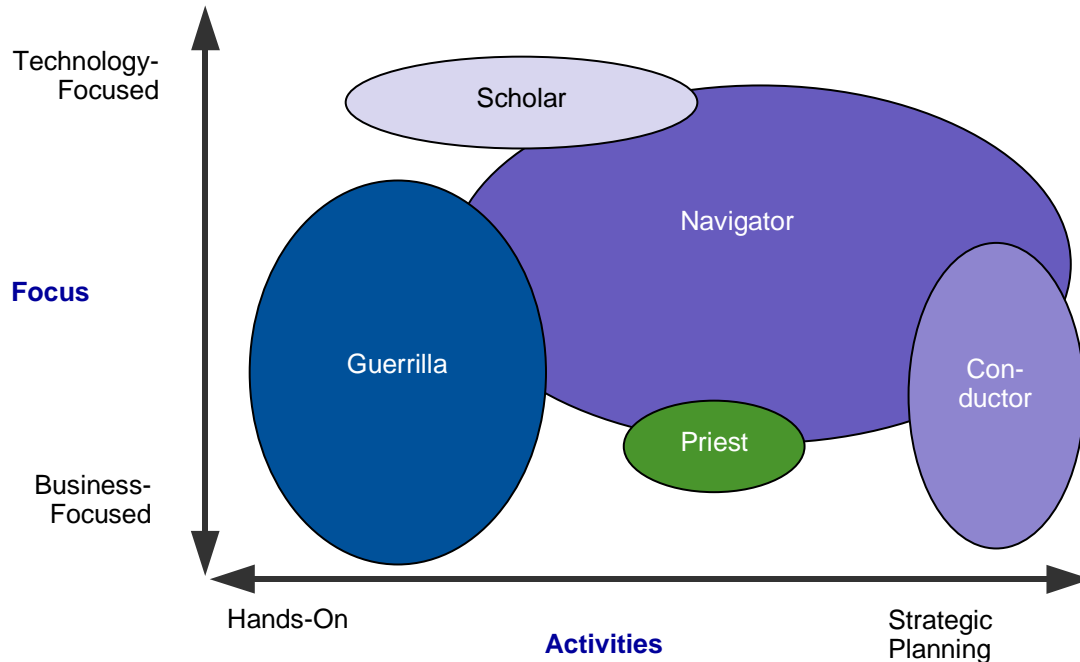 Technology-
Focused
Scholar
Navigator
Focus
Guerrilla
Con-
ductor
Priest
Business-
Focused
Hands-On
Activities
Strategic
Planning